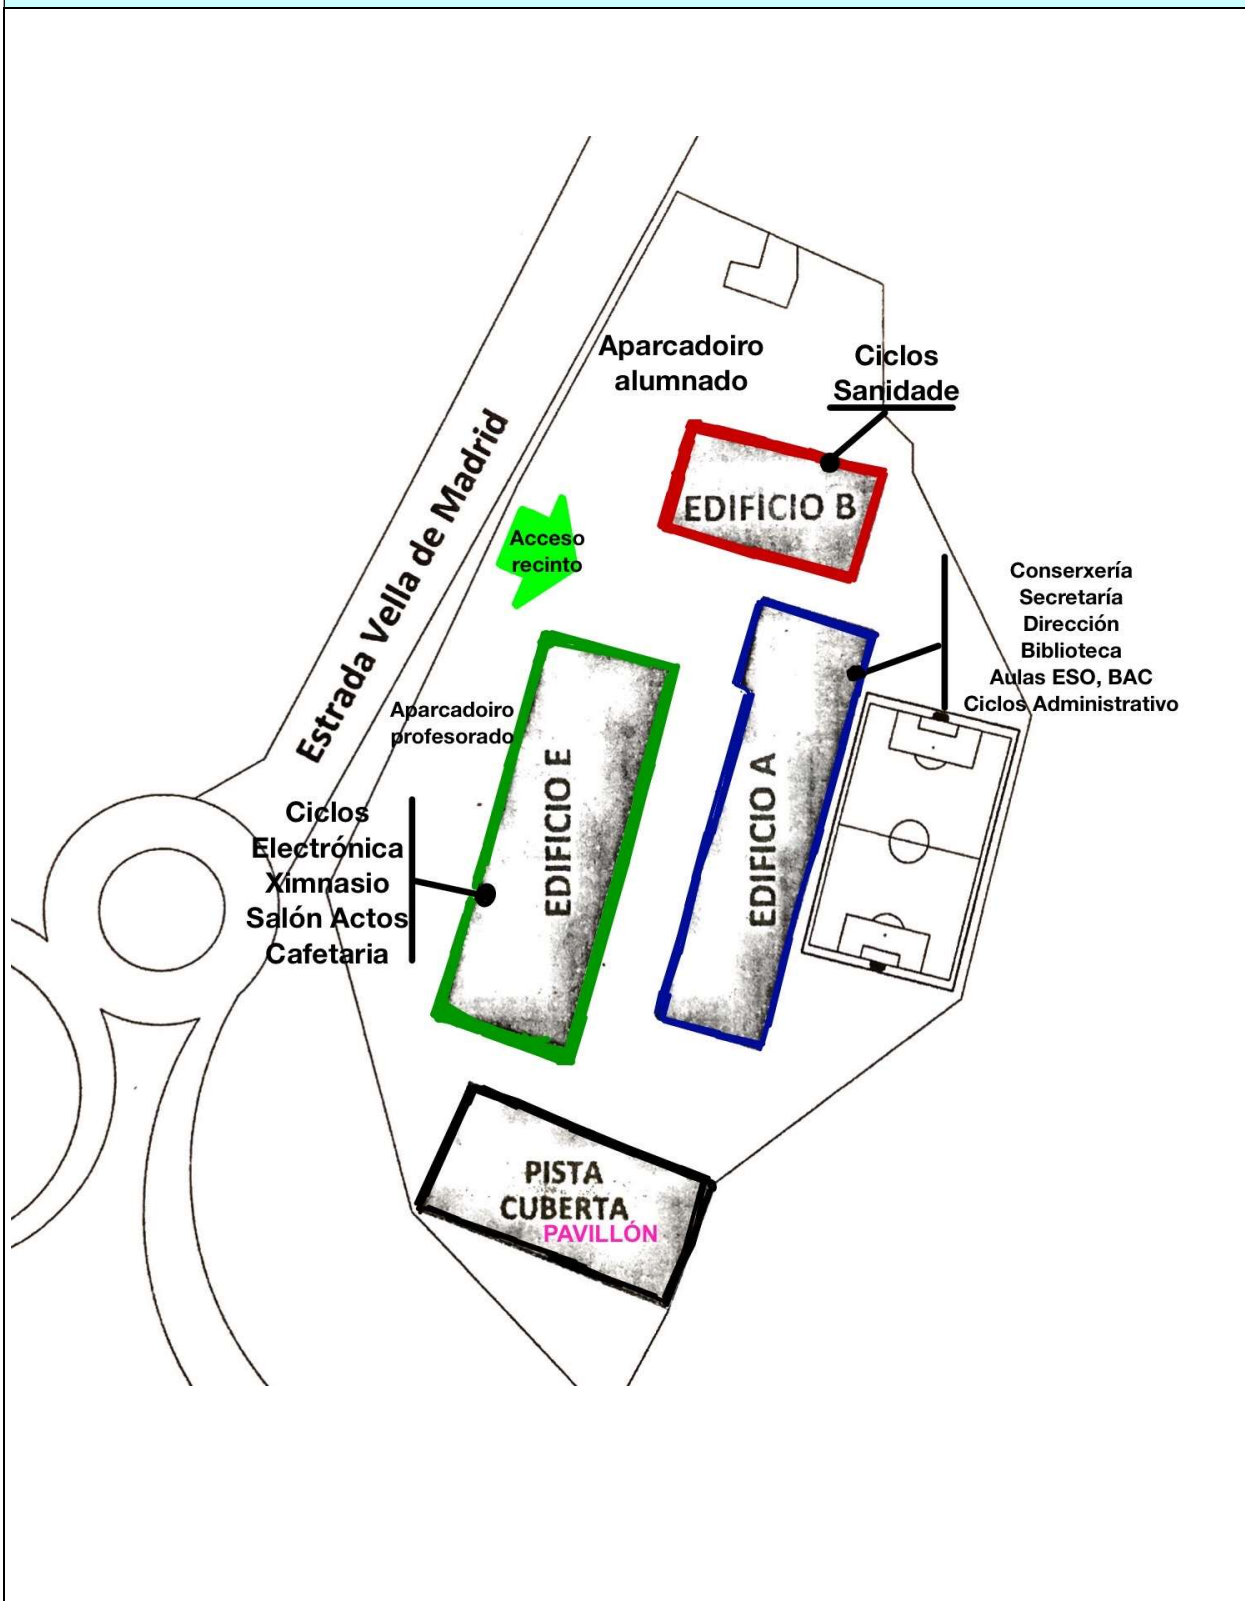 Aparcadoiro
alumnado
Ciclos
Sanidade
Estrada Vella de Madrid
EDIFICIO B
Acceso
recinto
Conserxería
Secretaría
Dirección
Biblioteca
Aulas ESO, BAC
Ciclos Administrativo
Aparcadoiro
profesorado
EDIFICIO E
EDIFICIO A
Ciclos
Electrónica
Ximnasio
Salón Actos
Cafetaria
PISTA
CUBERTA
PAVILLÓN